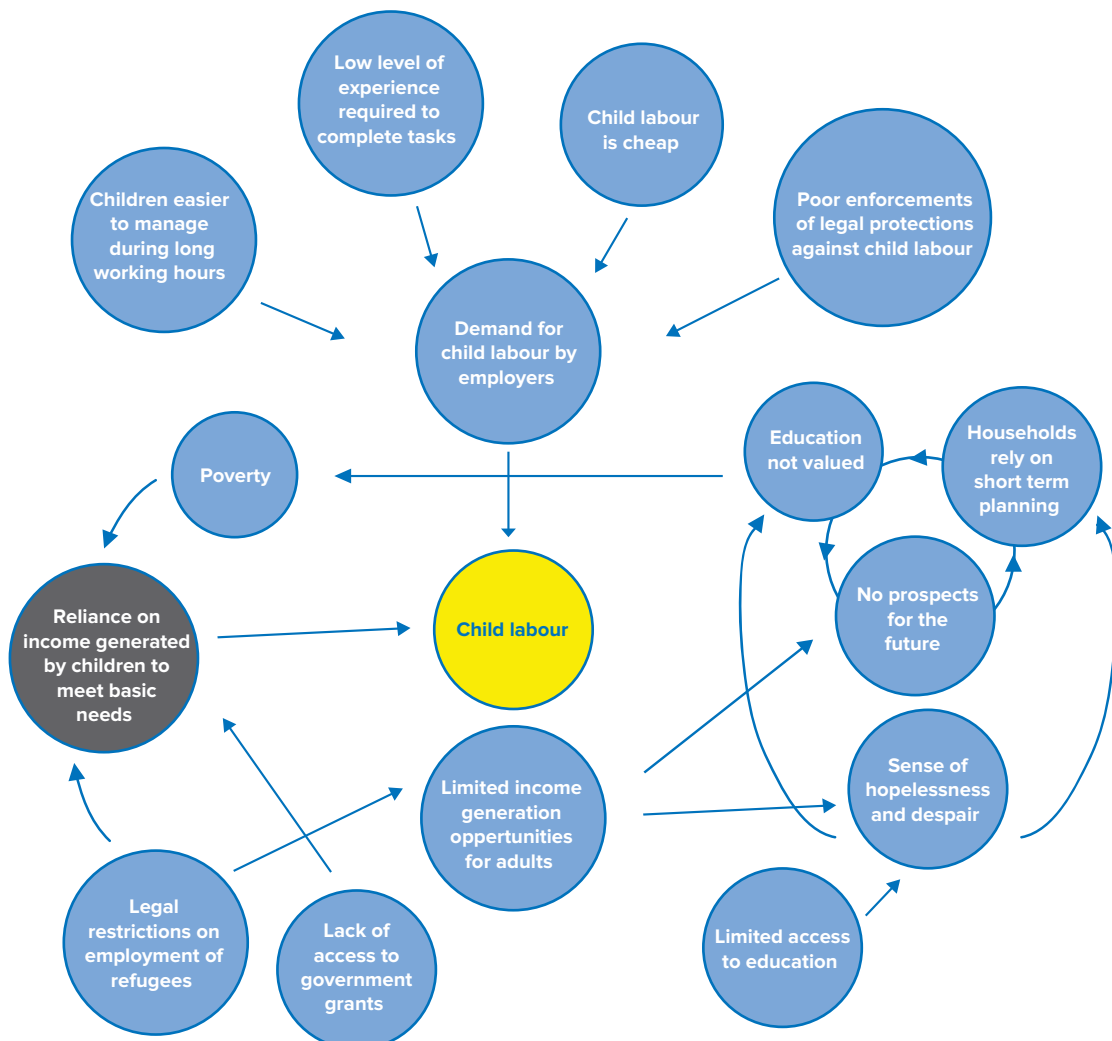 Low level of
experience
required to
complete tasks
Child labour
is cheap
Children easier
to manage
during long
working hours
Poor enforcements
of legal protections
against child labour
Demand for
child labour by
employers
Education
not valued
Households
rely on
short term
planning
Poverty
Reliance on
income generated
by children to
meet basic
needs
Child labour
No prospects
for the
future
Limited income
generation
oppertunities
for adults
Sense of
hopelessness
and despair
Legal
restrictions on
employment of
refugees
Lack of
access to
government
grants
Limited access
to education